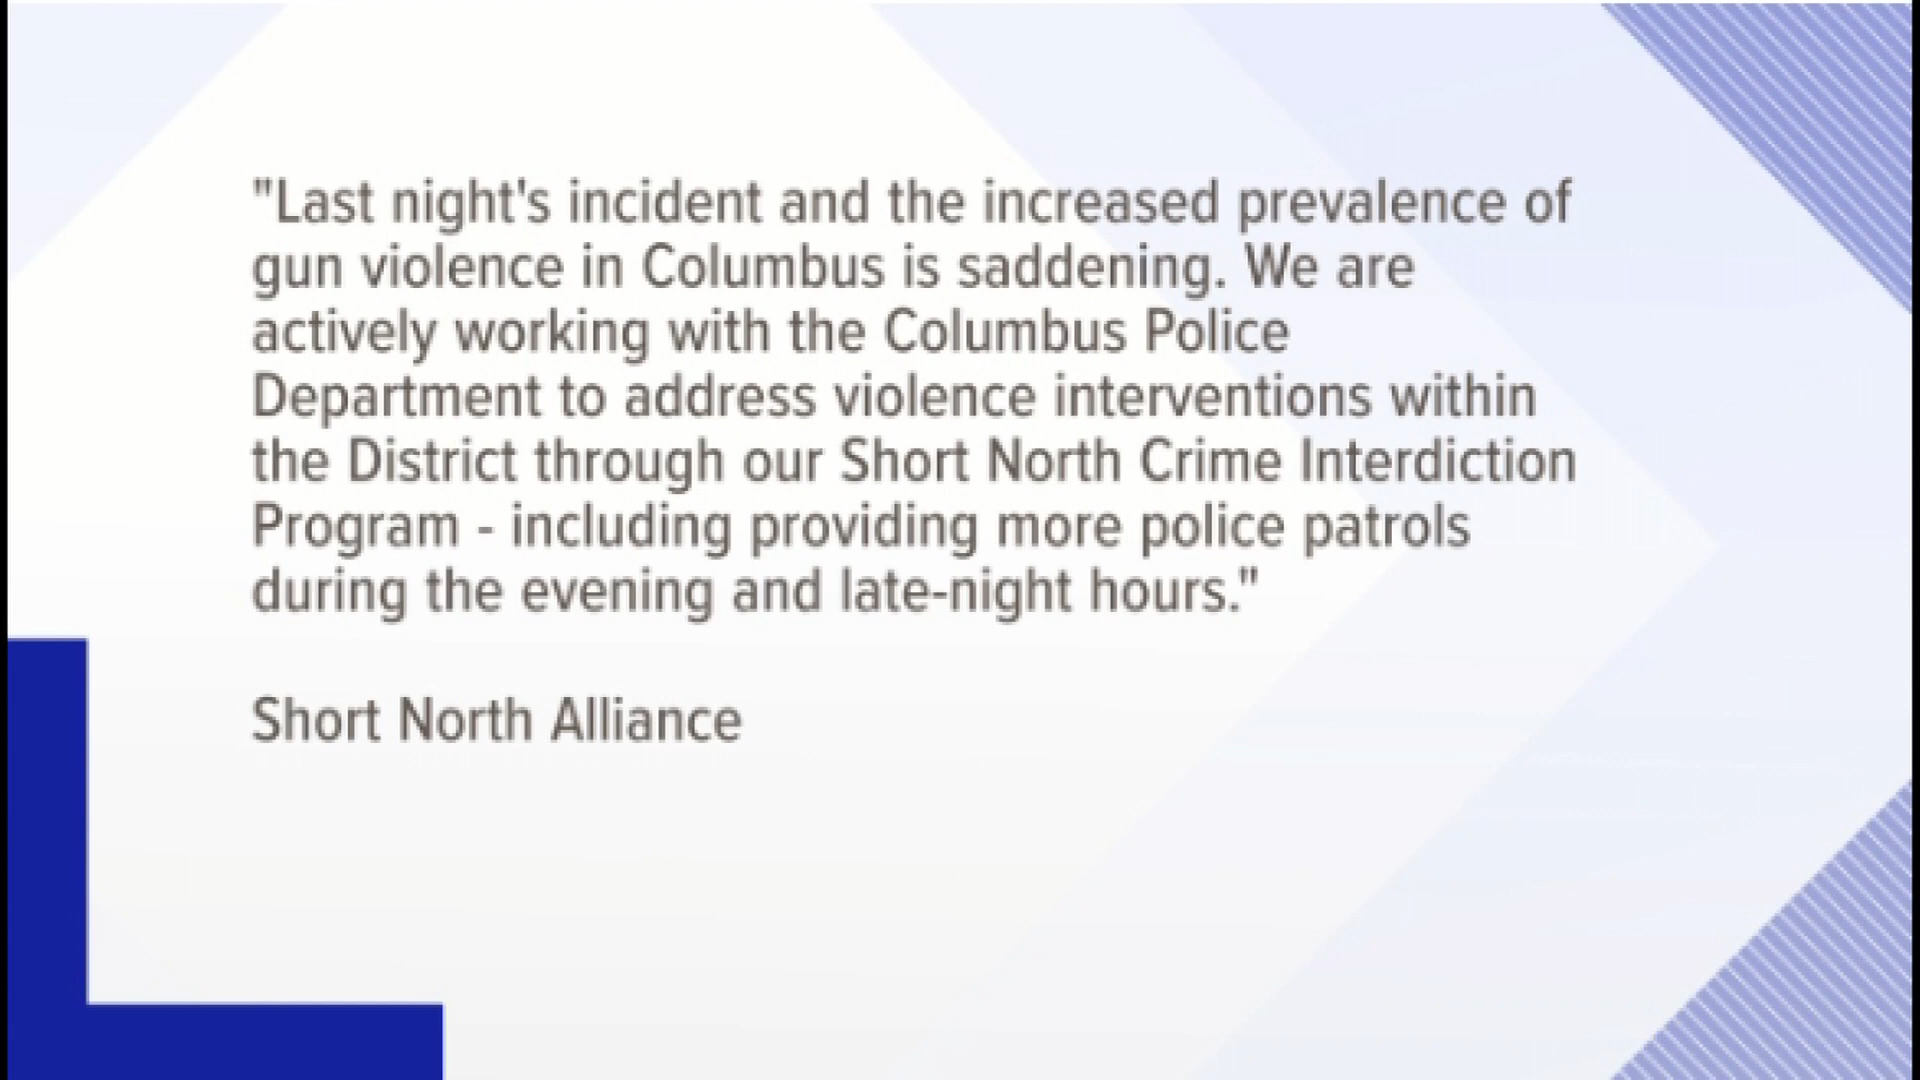 "Last night's incident and the increased prevalence of
gun violence in Columbus is saddening. We are
actively working with the Columbus Police
Department to address violence interventions within
the District through our Short North Crime Interdiction
Program - including providing more police patrols
during the evening and late-night hours."
Short North Alliance